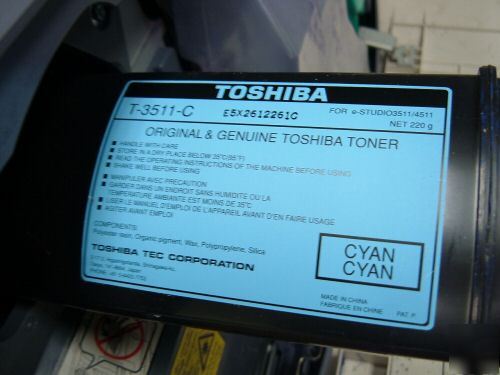 TOSHIBA
T-3511-C E5X2612261C FOR e-STUDIO3511/4511
NET 220 g
ORIGINAL & GENUINE TOSHIBA TONER
■ HANDLE WITH CARE
■ STORE IN A DRY PLACE BELOW 35℃(95℉)
■ READ THE OPERATING INSTRUCTIONS OF THE MACHINE BEFORE USING
■ SHAKE WELL BEFORE USING
■ MANIPULER AVEC PRECAUTION
■ GARDER DANS UN ENDROIT SANS HUMIDITE OU LA
TEMPERATURE AMBIANTE EST MOINS DE 35℃
■ LISER LE MANUEL D'EMPLOI DE L'APPAREIL AVANT D'EN FAIRE USAGE
■ AGITER AVANT EMPLOI
COMPONENTS:
Polyester resin, Organic pigment, Wax, Polypropylene, Silica
TOSHIBA TEC CORPORATION
Tokyo, Japan
CYAN
CYAN
MADE IN CHINA
FABRIQUE EN CHINE PAT. P.